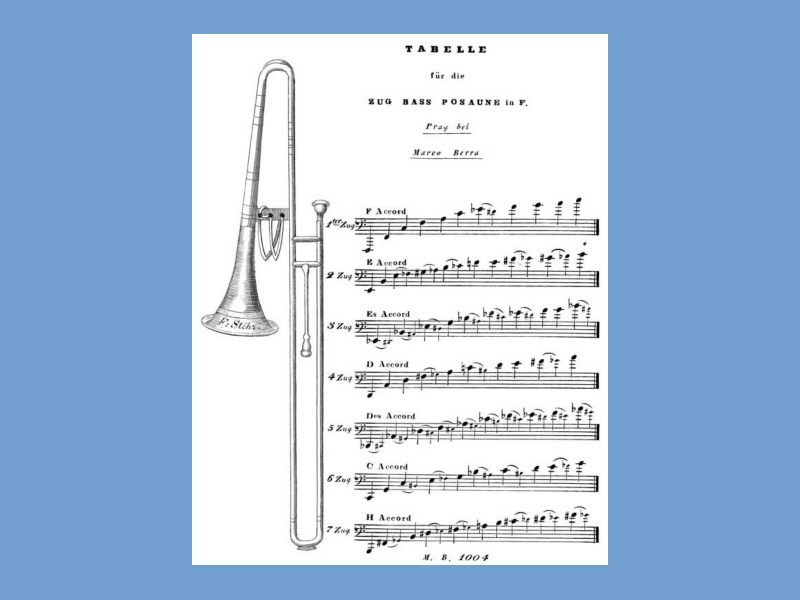 TABELLE
für die
ZUG BASS POSAUNE in F.
Prag bei
Marco Berra
F Accord
1ter Zug
E Accord
2 Zug
Es Accord
3 Zug
D Accord
4 Zug
Des Accord
5 Zug
C Accord
6 Zug
H Accord
7 Zug
F: Stöhr.
M. B. 1004